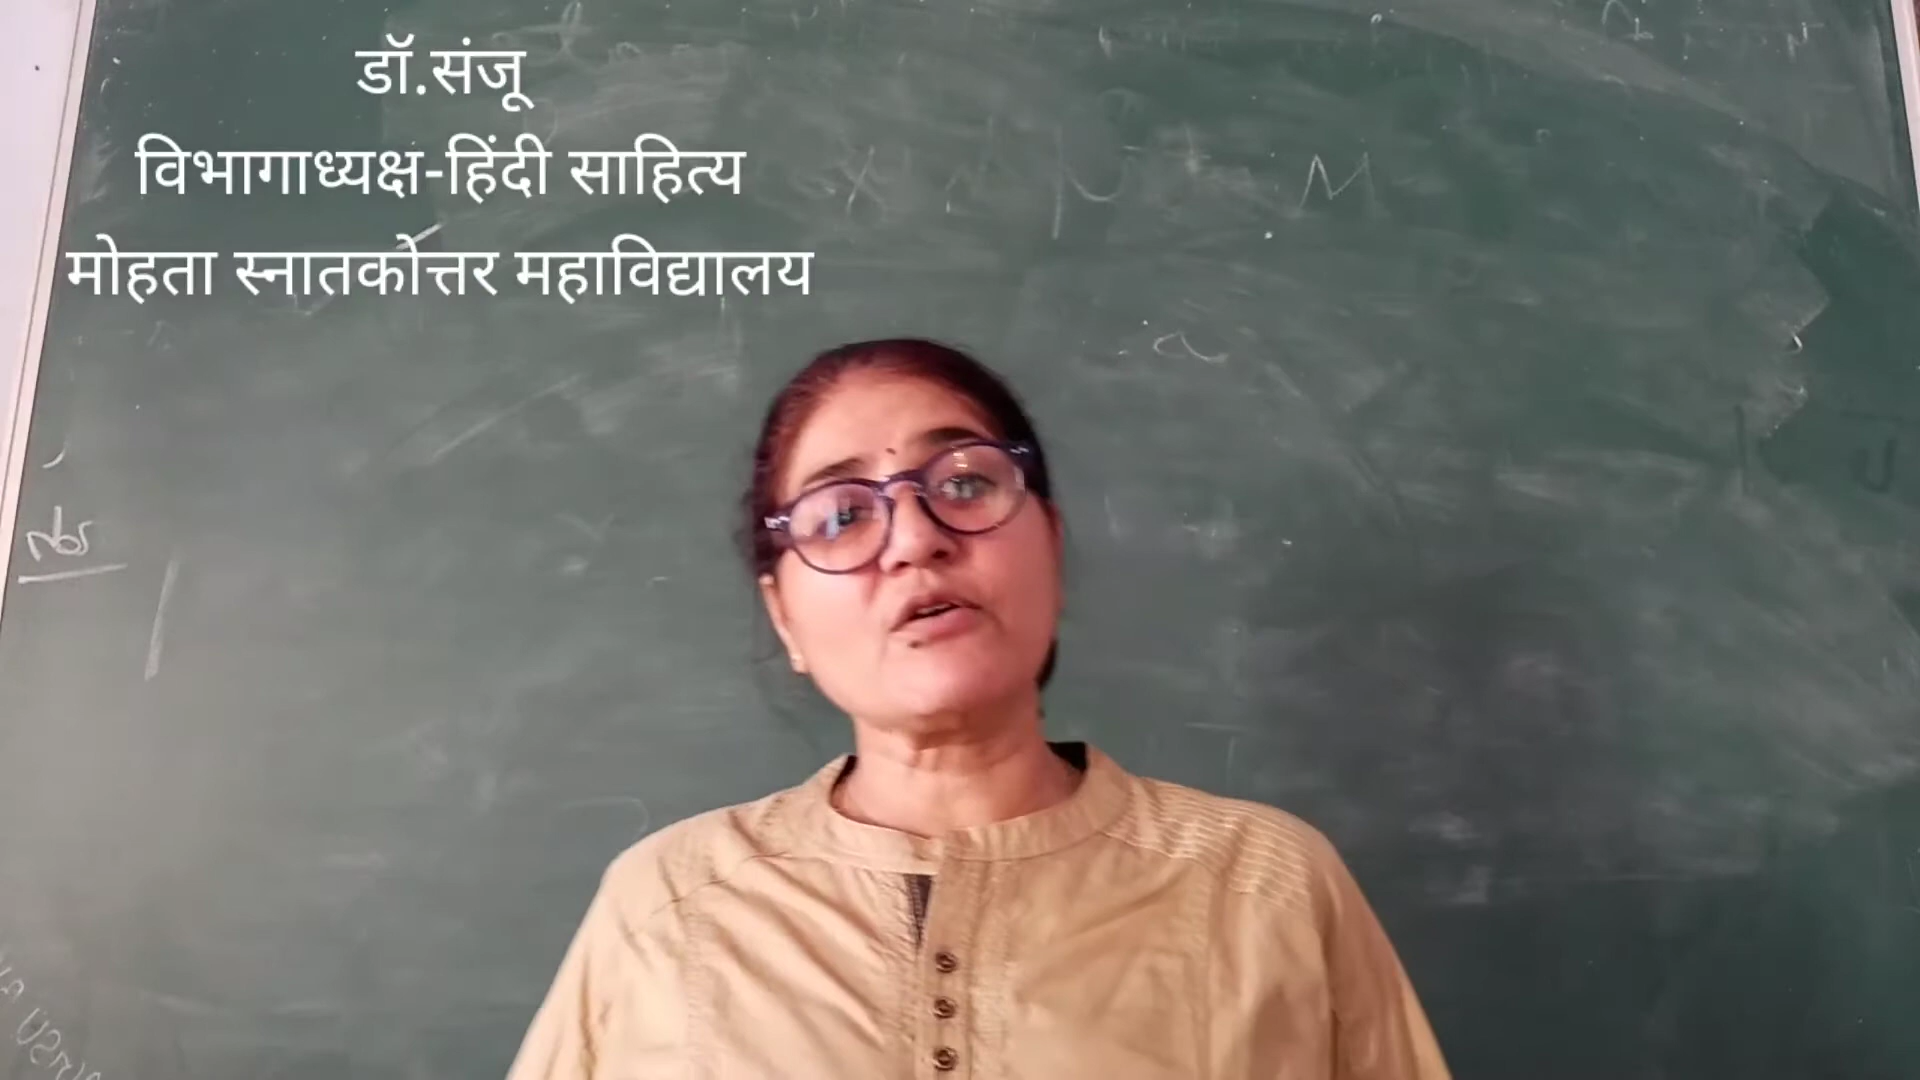 डॉ.संजू
विभागाध्यक्ष-हिंदी साहित्य
मोहता स्नातकोत्तर महाविद्यालय
M